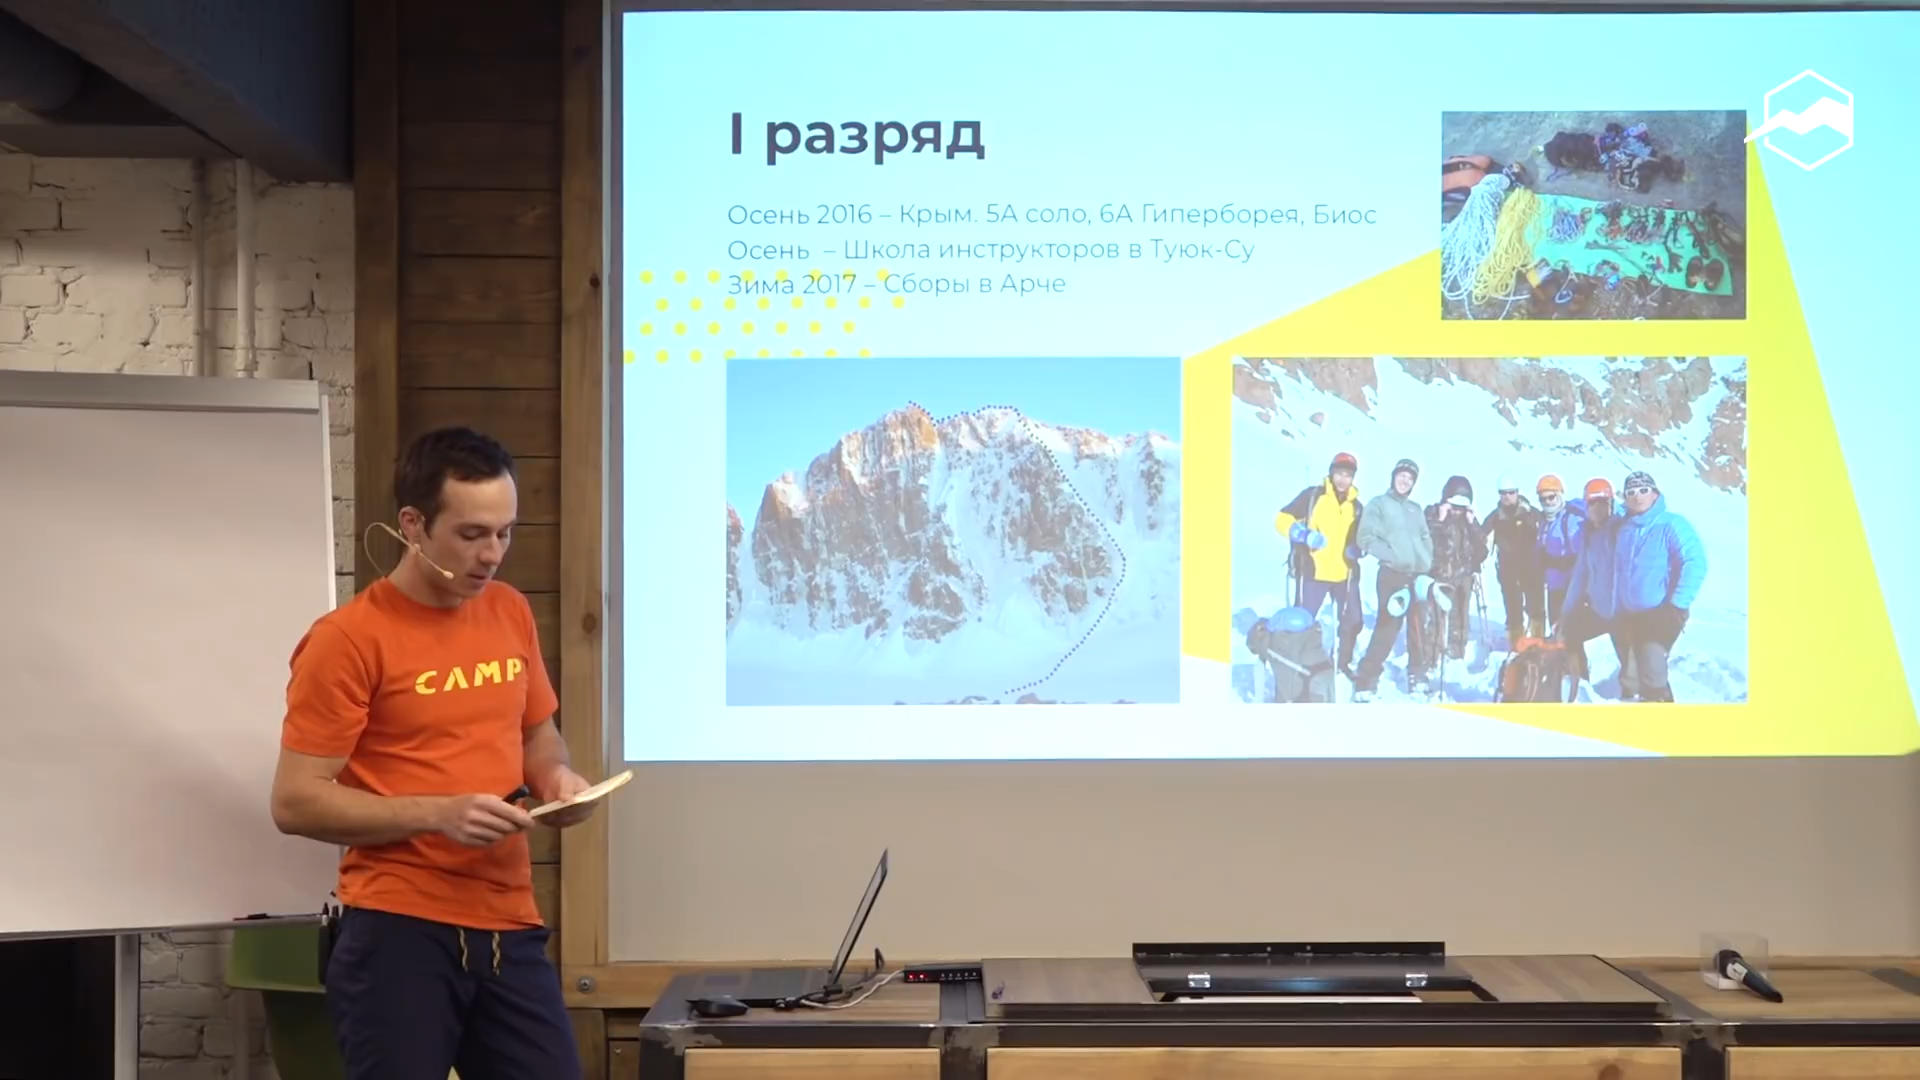 I разряд
Осень 2016 – Крым. 5А соло, 6А Гиперборея, Биос
Осень – Школа инструкторов в Туюк-Су
Зима 2017 – Сборы в Арче
CAMP